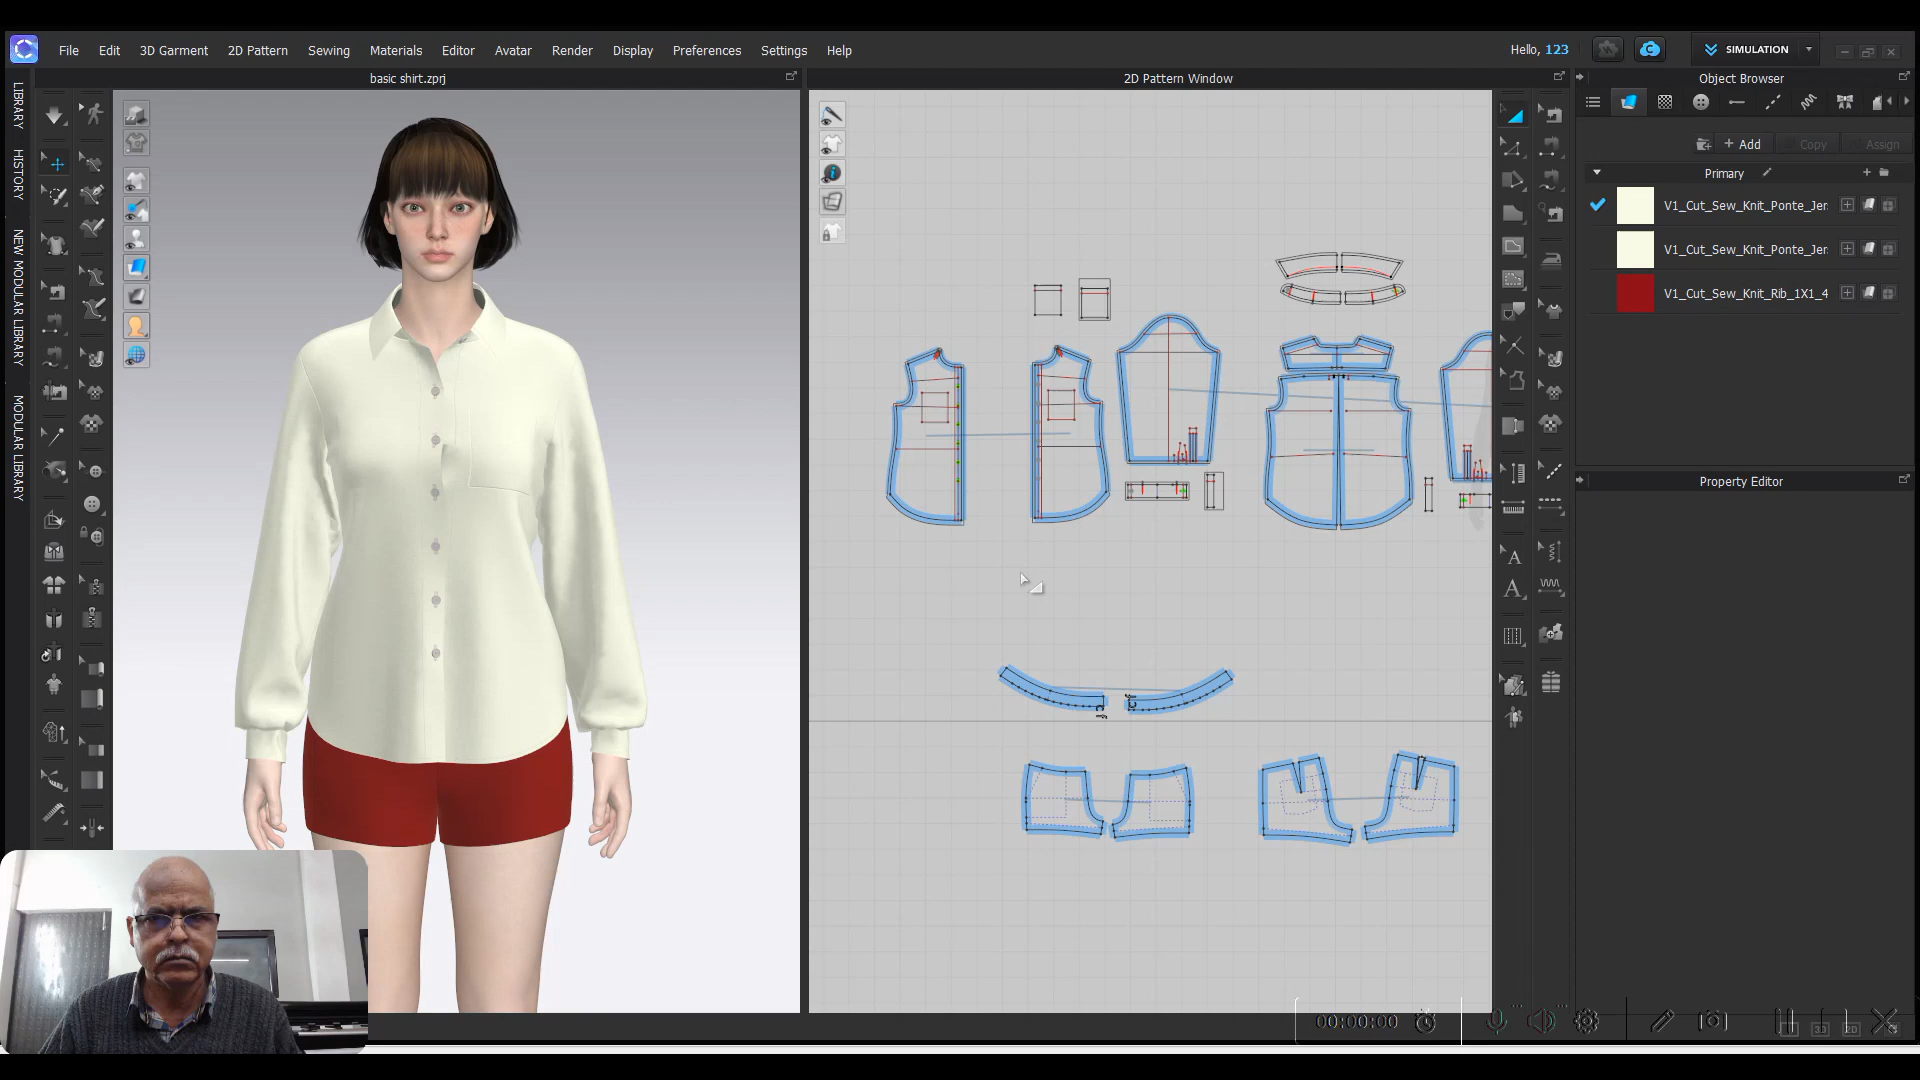 File Edit 3D Garment 2D Pattern Sewing Materials Editor Avatar Render Display Preferences Settings Help
Hello, 123
SIMULATION
basic shirt.zprj
2D Pattern Window
Object Browser
LIBRARY
HISTORY
NEW MODULAR LIBRARY
MODULAR LIBRARY
+ Add
Copy
Assign
Primary
V1_Cut_Sew_Knit_Ponte_Jer
V1_Cut_Sew_Knit_Ponte_Jer
V1_Cut_Sew_Knit_Rib_1X1_4
Property Editor
A
A
00:00:00
3D
2D